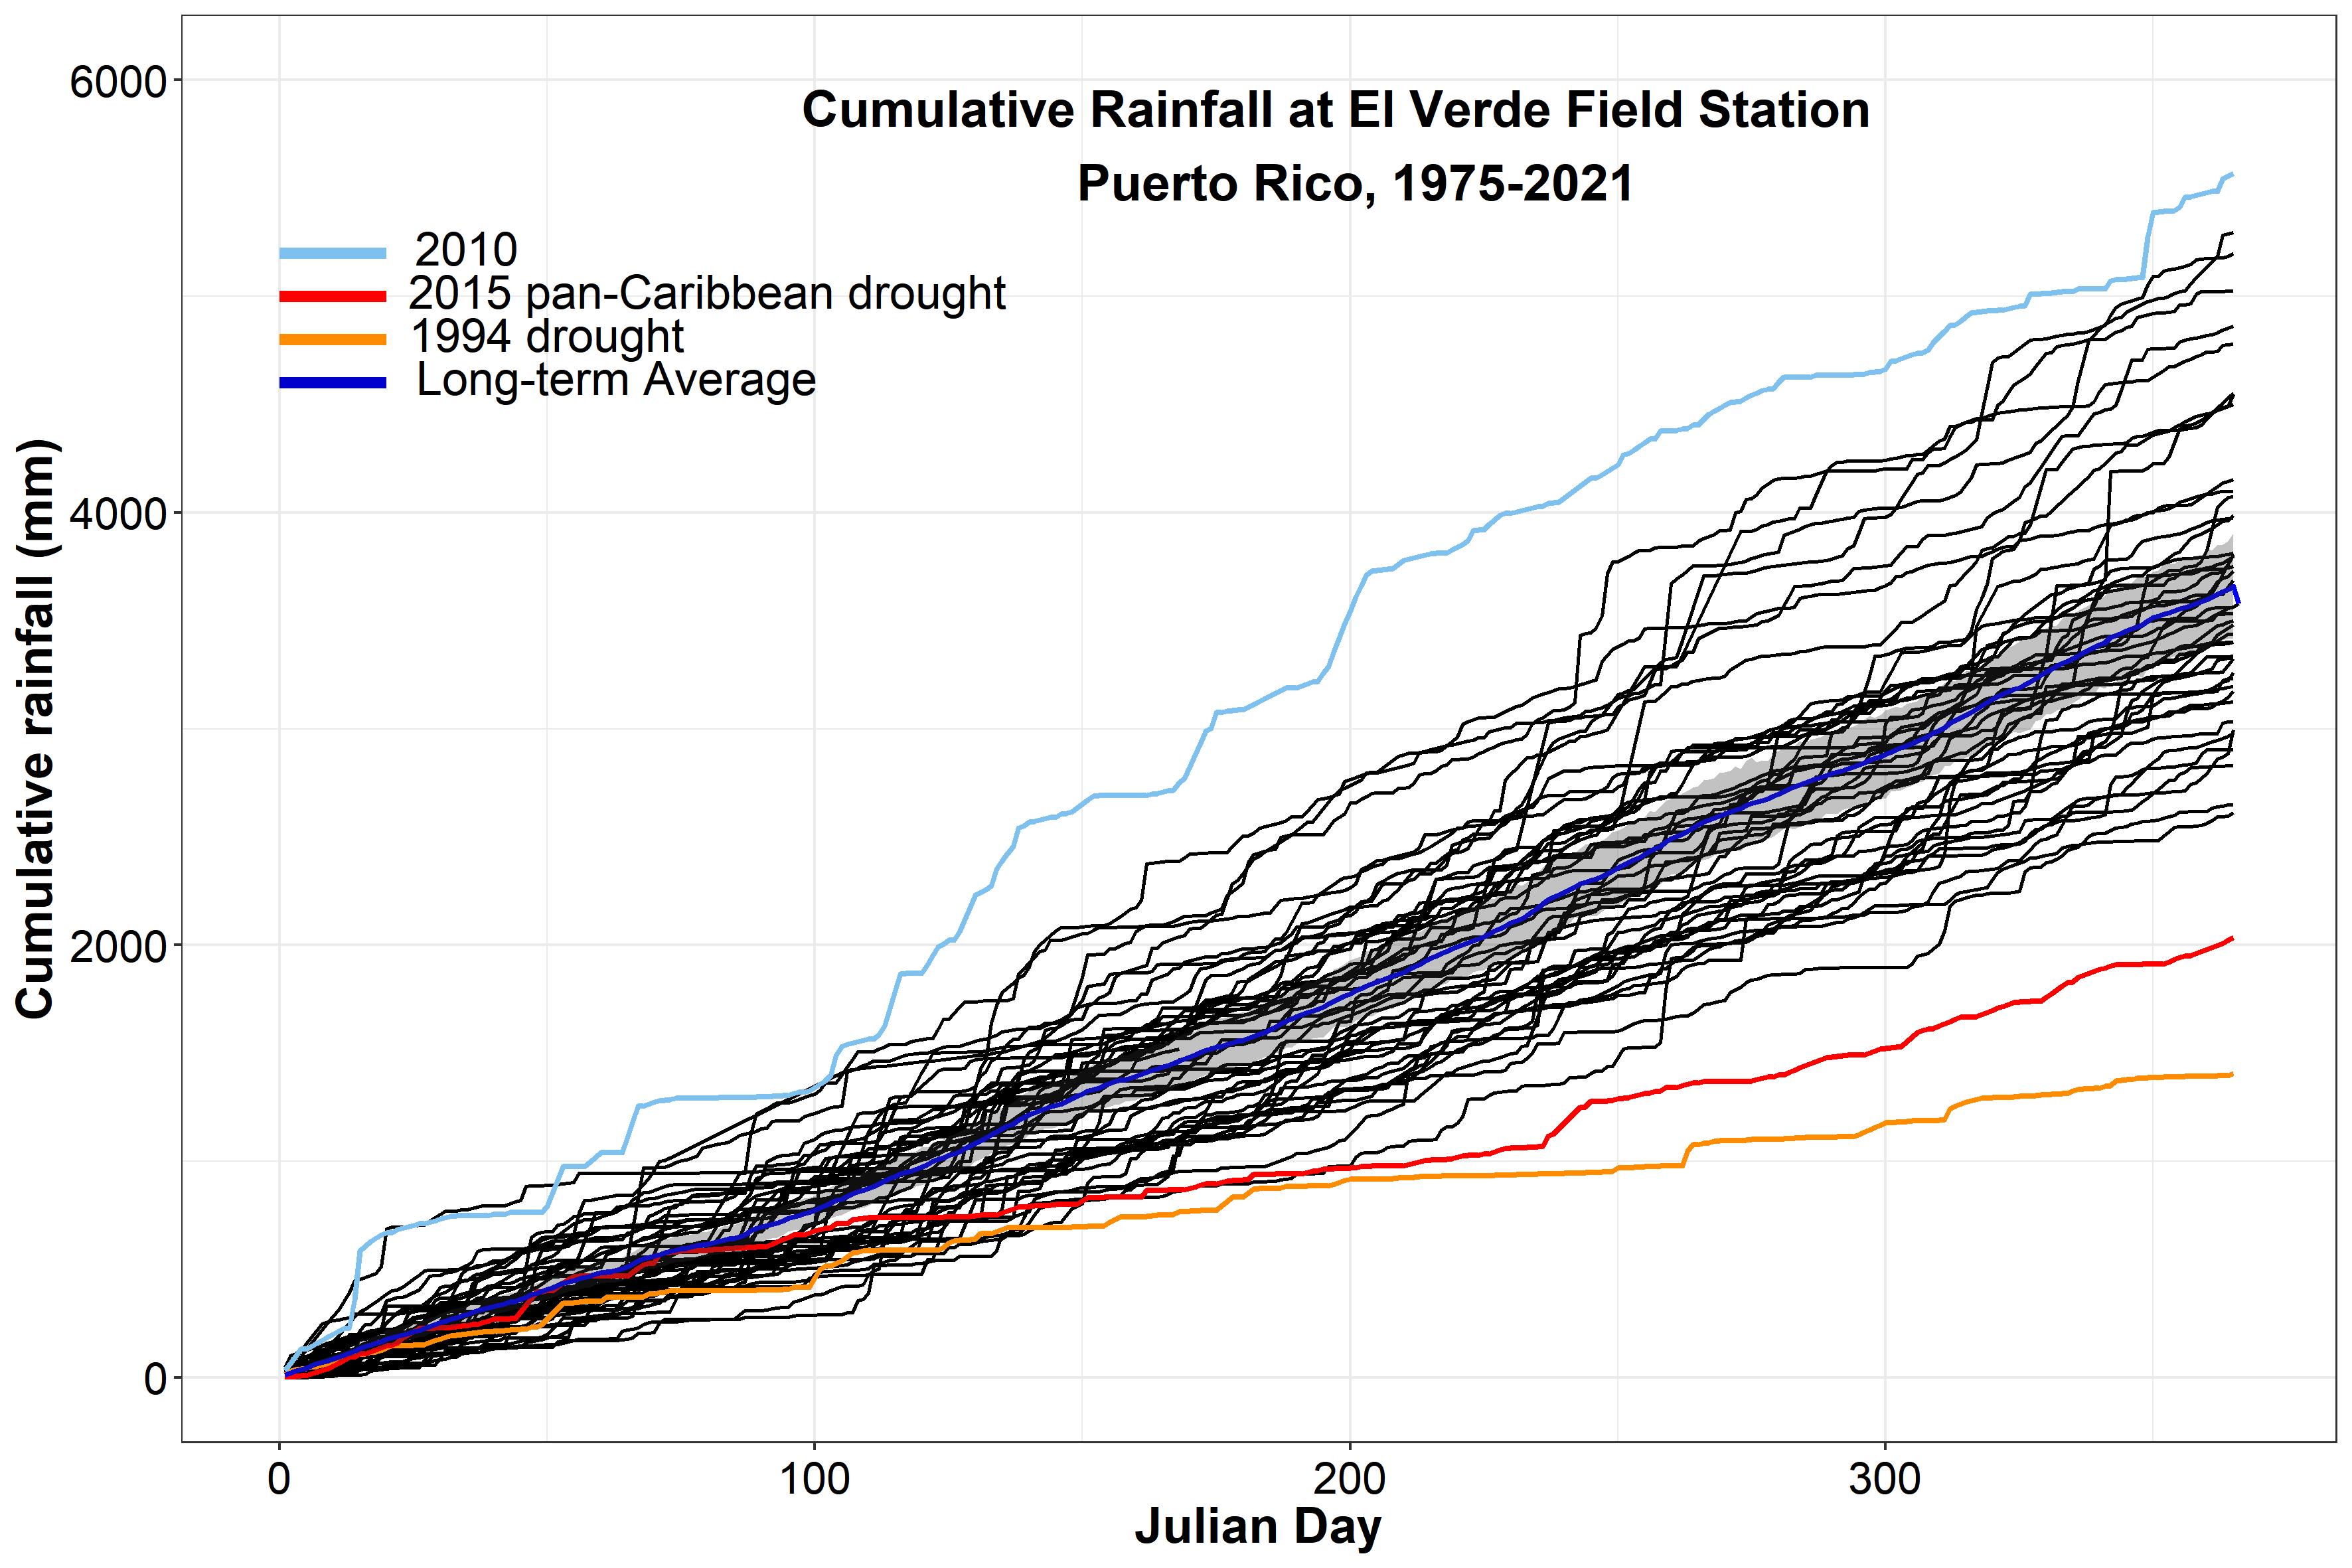 Cumulative Rainfall at El Verde Field Station
Puerto Rico, 1975-2021
2010
2015 pan-Caribbean drought
1994 drought
Long-term Average
Cumulative rainfall (mm)
6000
4000
2000
0
0 100 200 300
Julian Day